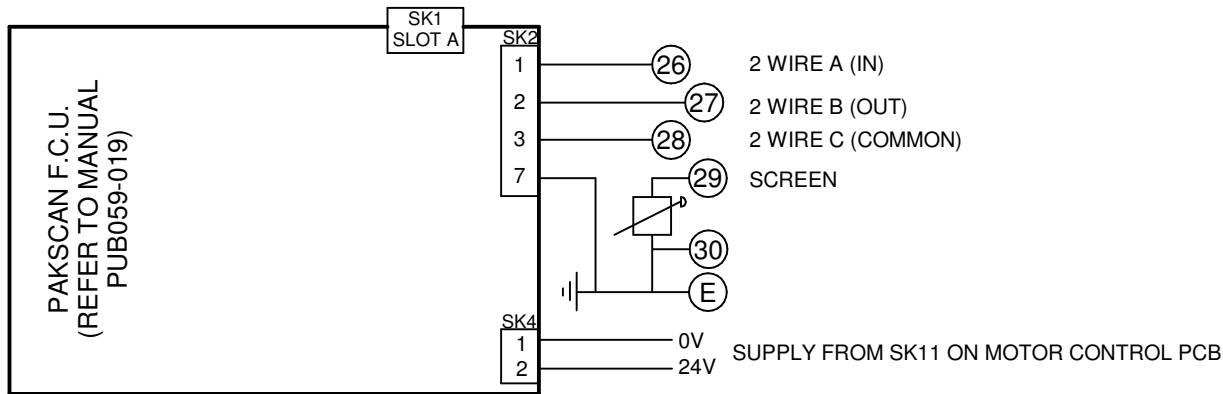 SK1
SLOT A
PAKSCAN F.C.U.
(REFER TO MANUAL
PUB059-019)
SK2
1
26
2 WIRE A (IN)
2
27
2 WIRE B (OUT)
3
28
2 WIRE C (COMMON)
7
29
SCREEN
30
E
SK4
1
0V
2
24V
SUPPLY FROM SK11 ON MOTOR CONTROL PCB